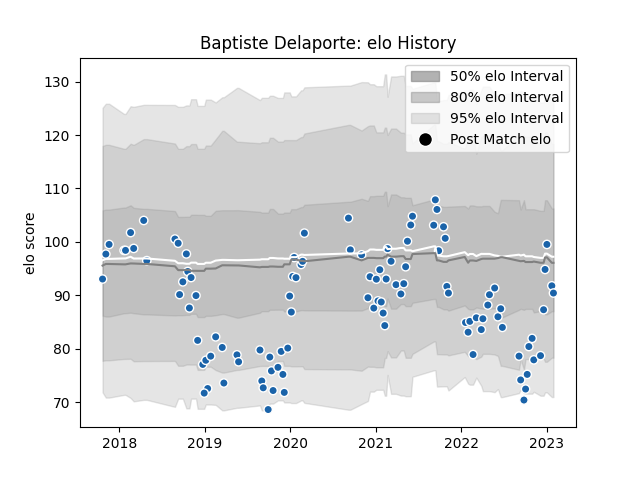 Baptiste Delaporte: elo History
50% elo Interval
80% elo Interval
95% elo Interval
Post Match elo
elo score
130
120
110
100
90
80
70
2018
2019
2020
2021
2022
2023